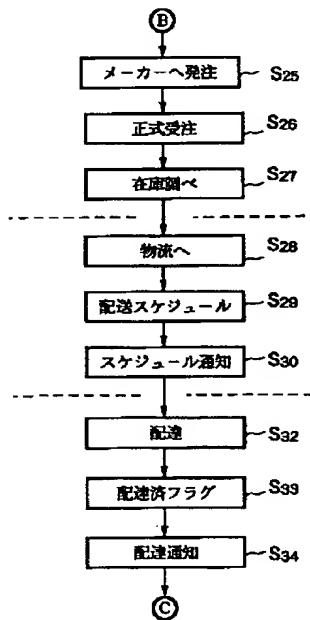 B
メーカーへ発注 S25
正式受注 S26
在庫調べ S27
物流へ S28
配送スケジュール S29
スケジュール通知 S30
配達 S32
配達済フラグ S33
配達通知 S34
C